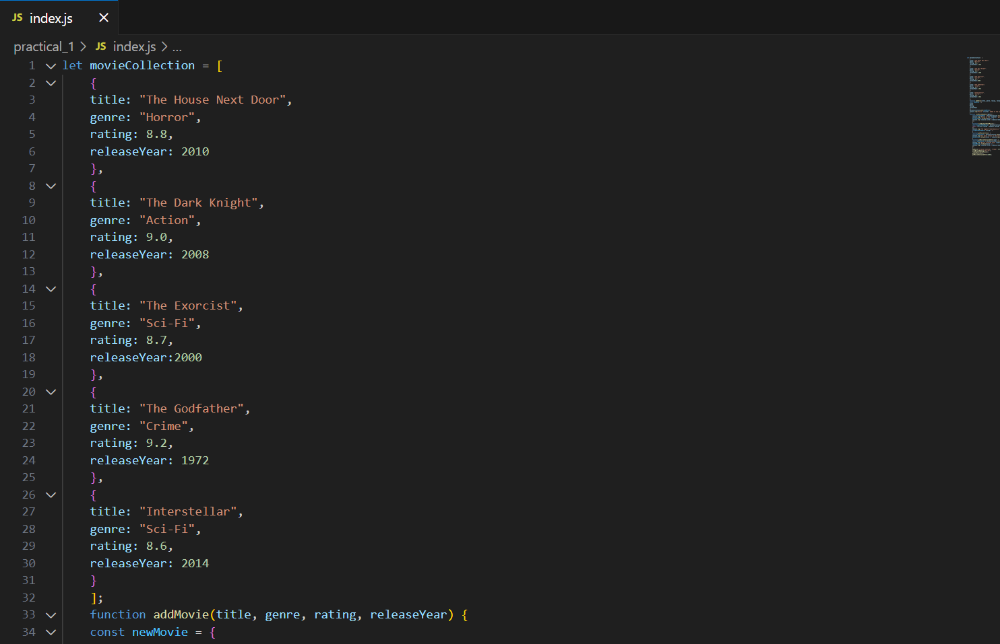 JS index.js
practical_1 > JS index.js > ...
1 let movieCollection = [
2 {
3 title: "The House Next Door",
4 genre: "Horror",
5 rating: 8.8,
6 releaseYear: 2010
7 },
8 {
9 title: "The Dark Knight",
10 genre: "Action",
11 rating: 9.0,
12 releaseYear: 2008
13 },
14 {
15 title: "The Exorcist",
16 genre: "Sci-Fi",
17 rating: 8.7,
18 releaseYear:2000
19 },
20 {
21 title: "The Godfather",
22 genre: "Crime",
23 rating: 9.2,
24 releaseYear: 1972
25 },
26 {
27 title: "Interstellar",
28 genre: "Sci-Fi",
29 rating: 8.6,
30 releaseYear: 2014
31 }
32 ];
33 function addMovie(title, genre, rating, releaseYear) {
34 const newMovie = {